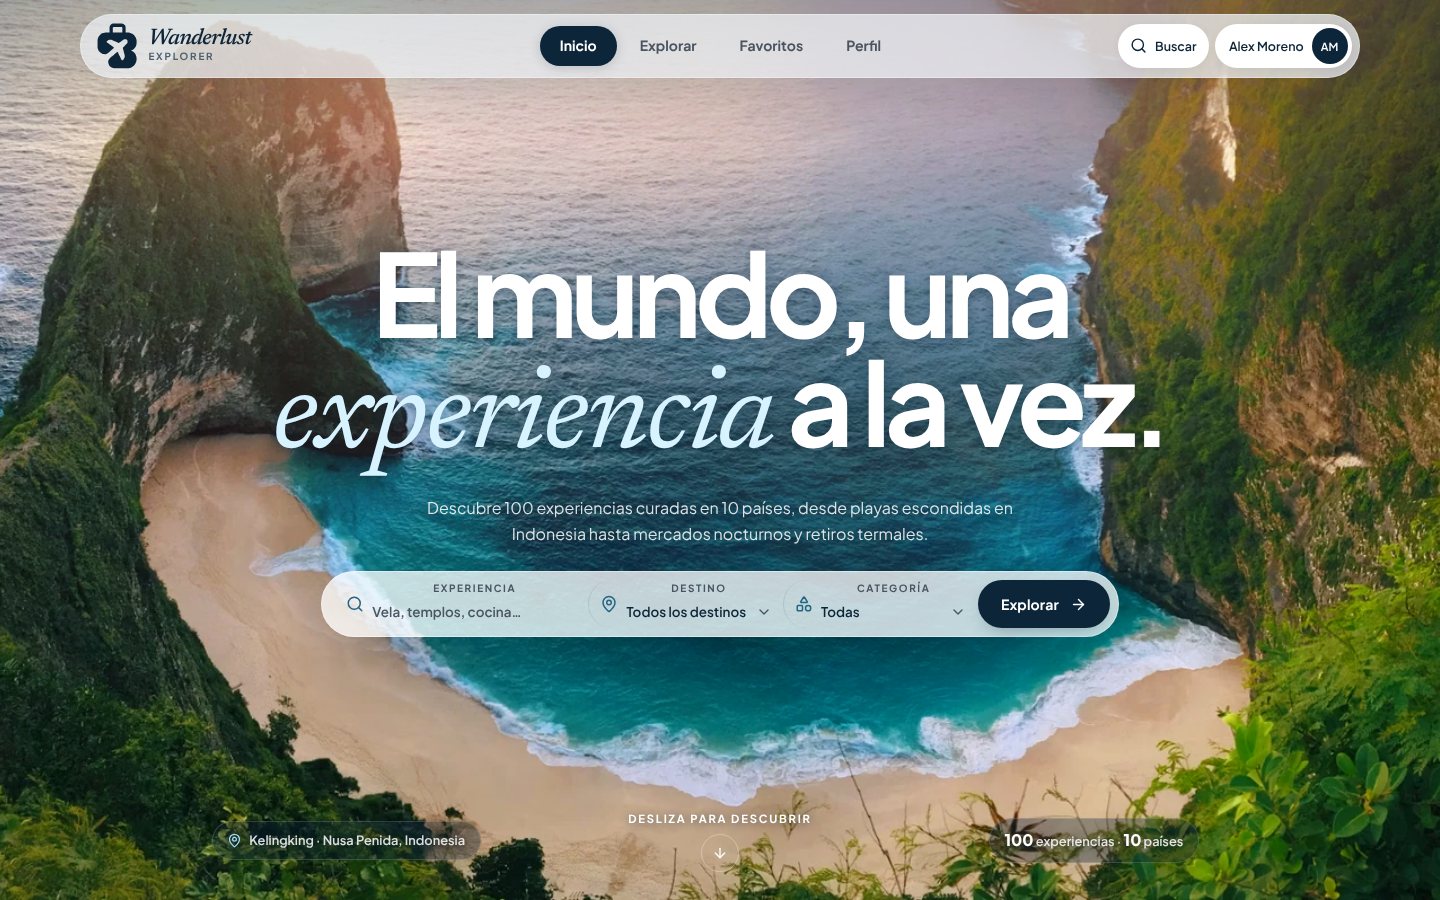 Wanderlust
EXPLORER
Inicio
Explorar
Favoritos
Perfil
Buscar
Alex Moreno
AM
El mundo, una
experiencia a la vez.
Descubre 100 experiencias curadas en 10 países, desde playas escondidas en
Indonesia hasta mercados nocturnos y retiros termales.
EXPERIENCIA
Vela, templos, cocina...
DESTINO
Todos los destinos
CATEGORÍA
Todas
Explorar
DESLIZA PARA DESCUBRIR
Kelingking · Nusa Penida, Indonesia
100 experiencias · 10 países